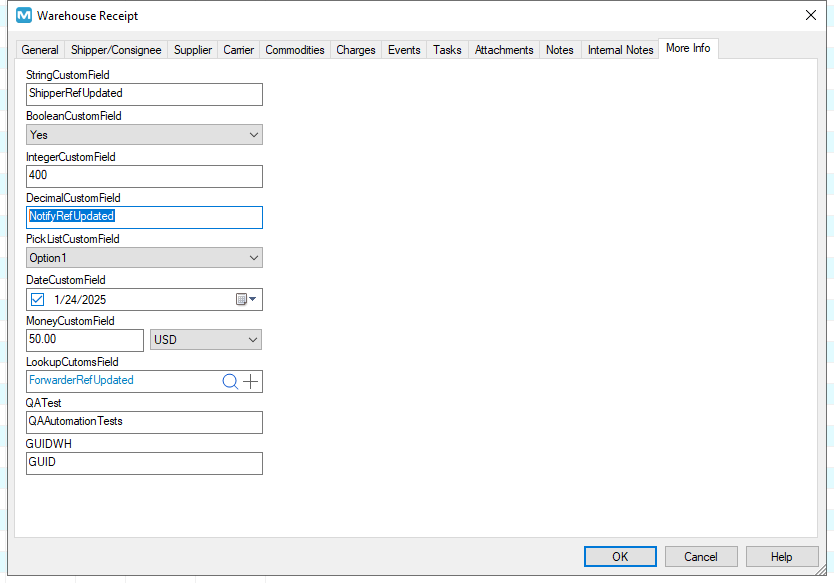 Warehouse Receipt
General Shipper/Consignee Supplier Carrier Commodities Charges Events Tasks Attachments Notes Internal Notes More Info
StringCustomField
ShipperRefUpdated
BooleanCustomField
Yes
IntegerCustomField
400
DecimalCustomField
NotifyRefUpdated
PickListCustomField
Option1
DateCustomField
1/24/2025
MoneyCustomField
50.00 USD
LookupCutomsField
ForwarderRefUpdated
QATest
QAAutomationTests
GUIDWH
GUID
OK Cancel Help